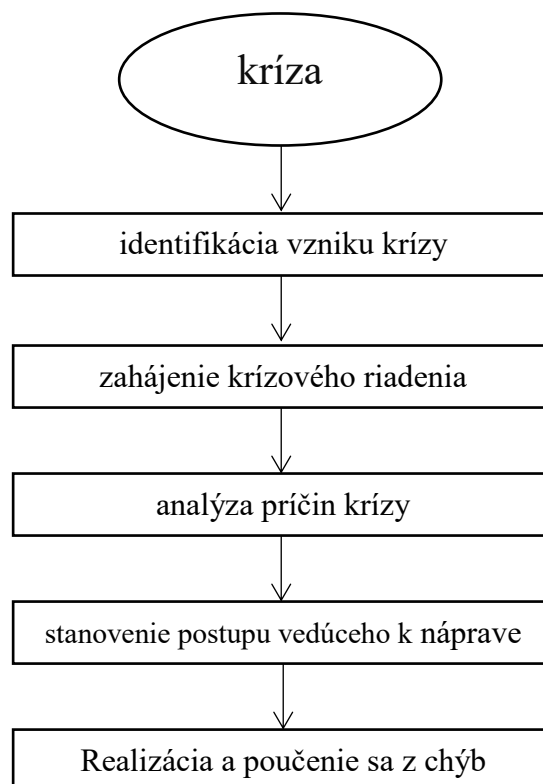 kríza
identifikácia vzniku krízy
zahájenie krízového riadenia
analýza príčin krízy
stanovenie postupu vedúceho k náprave
Realizácia a poučenie sa z chýb